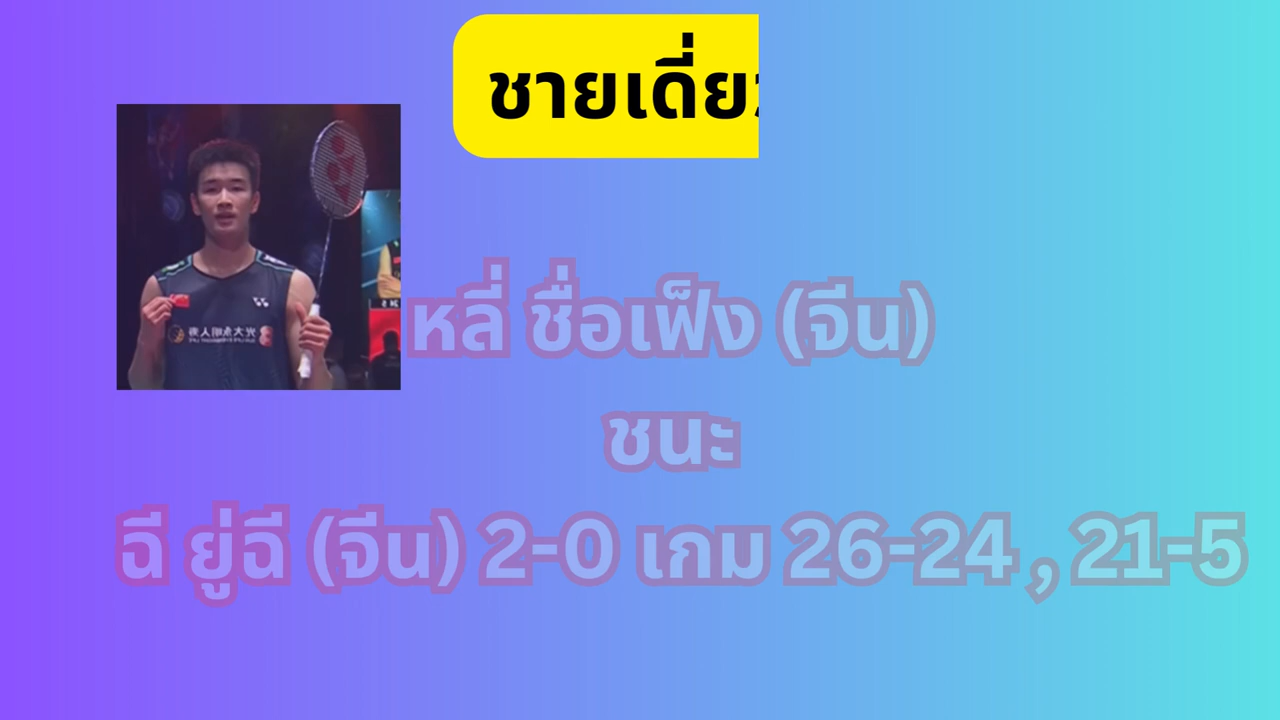 ชายเดี่ย
หลี่ ชื่อเฟ็ง (จีน)
ชนะ
ฉี ยู่ฉี (จีน) 2-0 เกม 26-24 , 21-5